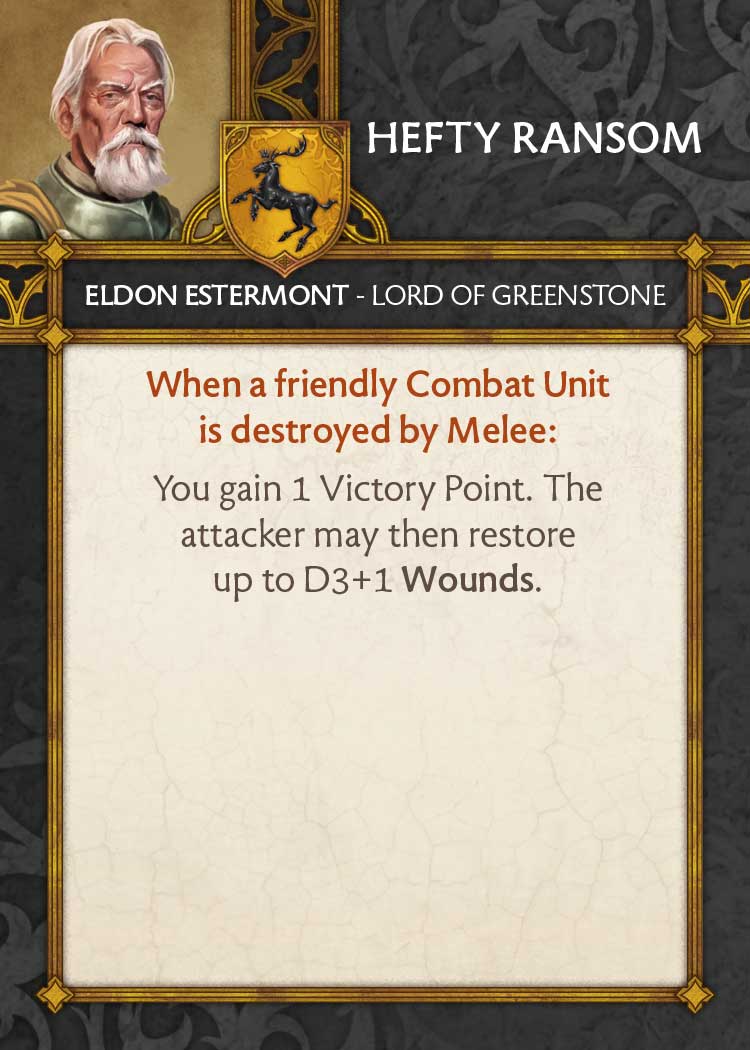 HEFTY RANSOM
ELDON ESTERMONT - LORD OF GREENSTONE
When a friendly Combat Unit
is destroyed by Melee:
You gain 1 Victory Point. The
attacker may then restore
up to D3+1 Wounds.